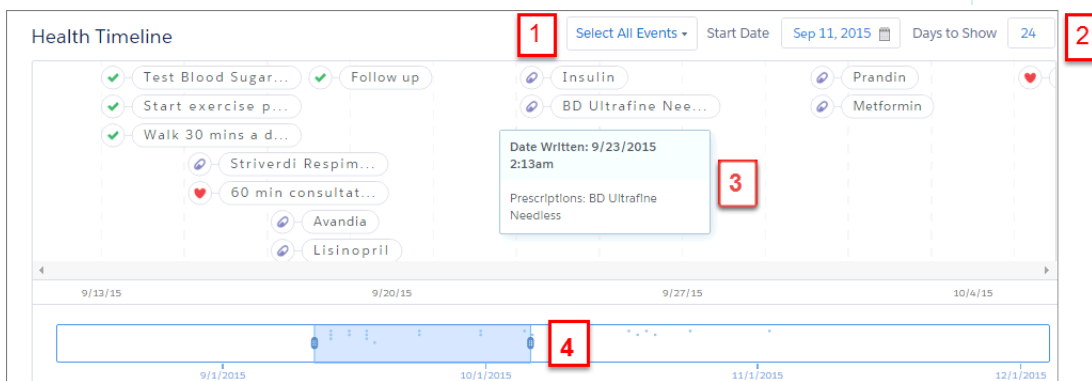 Health Timeline 1 Select All Events Start Date Sep 11, 2015 Days to Show 24 2
Test Blood Sugar... Follow up Insulin Prandin
Start exercise p... BD Ultrafine Nee... Metformin
Walk 30 mins a d...
Date Written: 9/23/2015
2:13am
Striverdi Respim...
3
60 min consultat...
Prescriptions: BD Ultrafine
Needless
Avandia
Lisinopril
9/13/15 9/20/15 9/27/15 10/4/15
4
9/1/2015 10/1/2015 11/1/2015 12/1/2015